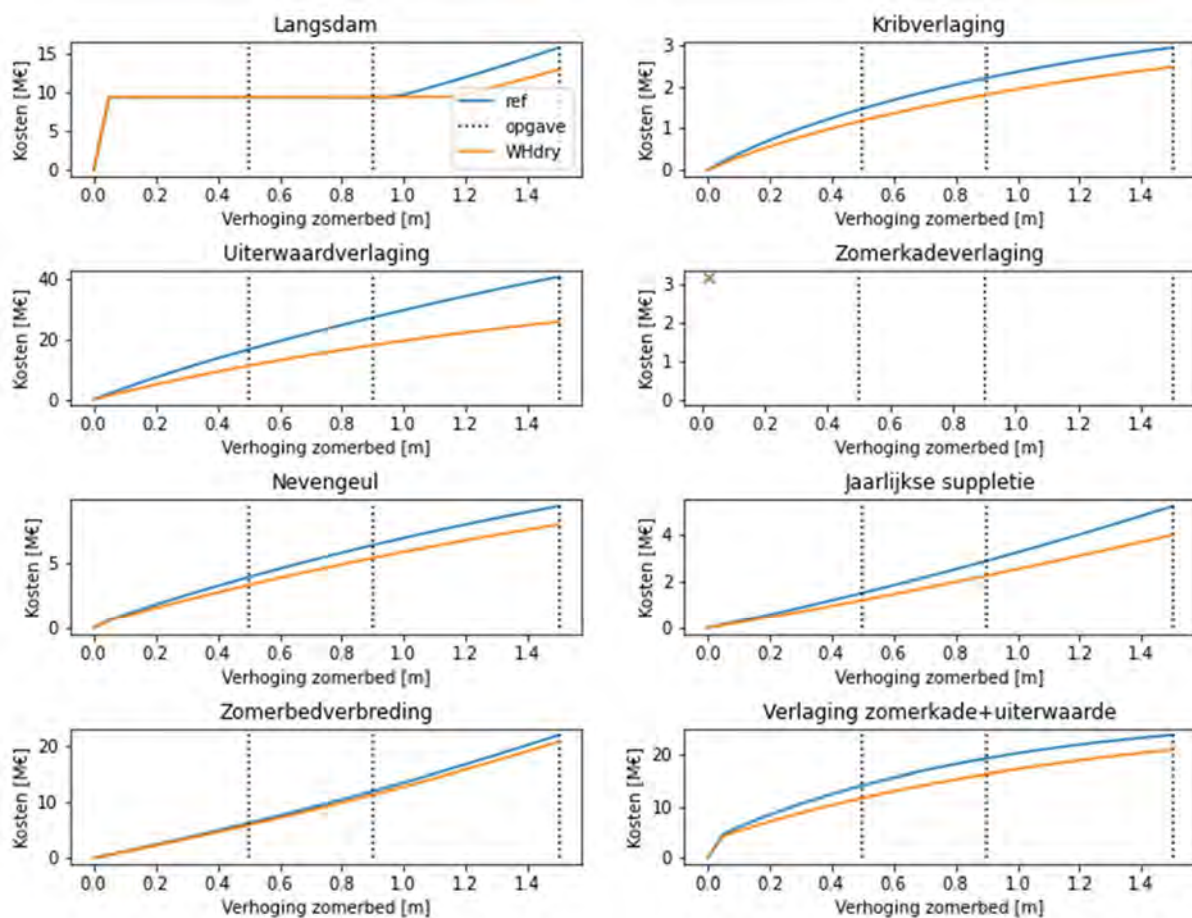 Langsdam
Kosten [M€]
15
10
5
0
ref
opgave
WHdry
0.0 0.2 0.4 0.6 0.8 1.0 1.2 1.4
Verhoging zomerbed [m]
Kribverlaging
Kosten [M€]
3
2
1
0
0.0 0.2 0.4 0.6 0.8 1.0 1.2 1.4
Verhoging zomerbed [m]
Uiterwaardverlaging
Kosten [M€]
40
20
0
0.0 0.2 0.4 0.6 0.8 1.0 1.2 1.4
Verhoging zomerbed [m]
Zomerkadeverlaging
Kosten [M€]
3
2
1
0
0.0 0.2 0.4 0.6 0.8 1.0 1.2 1.4
Verhoging zomerbed [m]
Nevengeul
Kosten [M€]
5
0
0.0 0.2 0.4 0.6 0.8 1.0 1.2 1.4
Verhoging zomerbed [m]
Jaarlijkse suppletie
Kosten [M€]
4
2
0
0.0 0.2 0.4 0.6 0.8 1.0 1.2 1.4
Verhoging zomerbed [m]
Zomerbedverbreding
Kosten [M€]
20
10
0
0.0 0.2 0.4 0.6 0.8 1.0 1.2 1.4
Verhoging zomerbed [m]
Verlaging zomerkade+uiterwaarde
Kosten [M€]
20
10
0
0.0 0.2 0.4 0.6 0.8 1.0 1.2 1.4
Verhoging zomerbed [m]